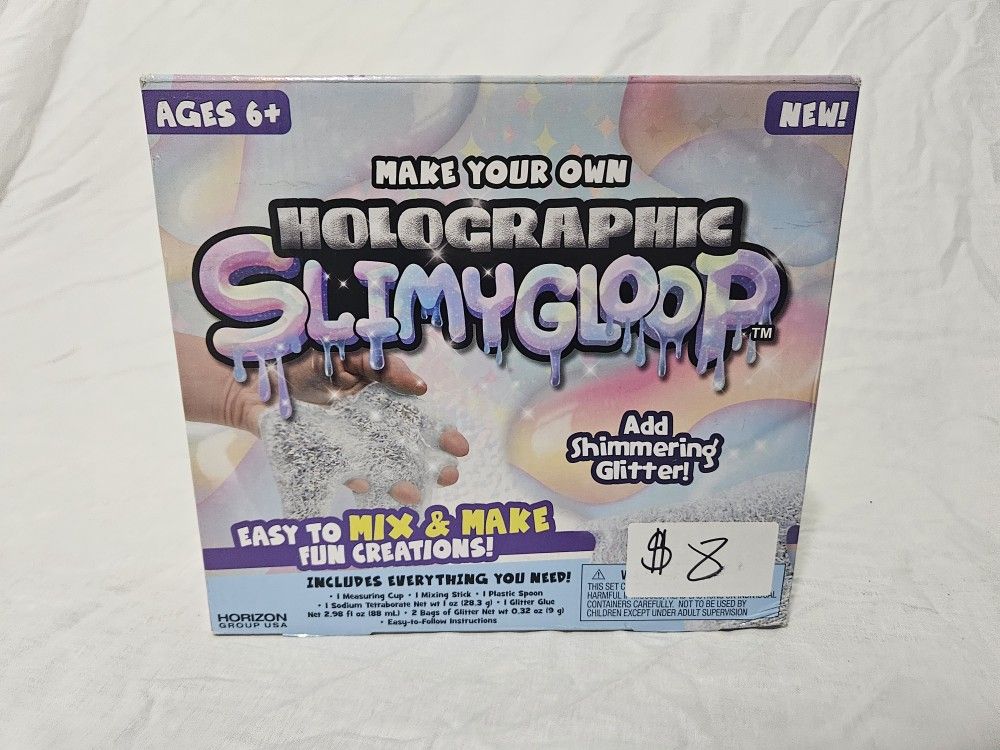 AGES 6+
NEW!
MAKE YOUR OWN
HOLOGRAPHIC
SLIMYGLOOP™
Add
Shimmering
Glitter!
EASY TO MIX & MAKE
FUN CREATIONS!
$ 8
INCLUDES EVERYTHING YOU NEED!
• 1 Measuring Cup • 1 Mixing Stick • 1 Plastic Spoon
• 1 Sodium Tetraborate Net wt 1 oz (28.3 g) • 1 Glitter Glue
Net 2.98 fl oz (88 mL) • 2 Bags of Glitter Net wt 0.32 oz (9 g)
• Easy-to-Follow Instructions
HORIZON
GROUP USA
THIS SET
HARMFUL
CONTAINERS CAREFULLY. NOT TO BE USED BY
CHILDREN EXCEPT UNDER ADULT SUPERVISION